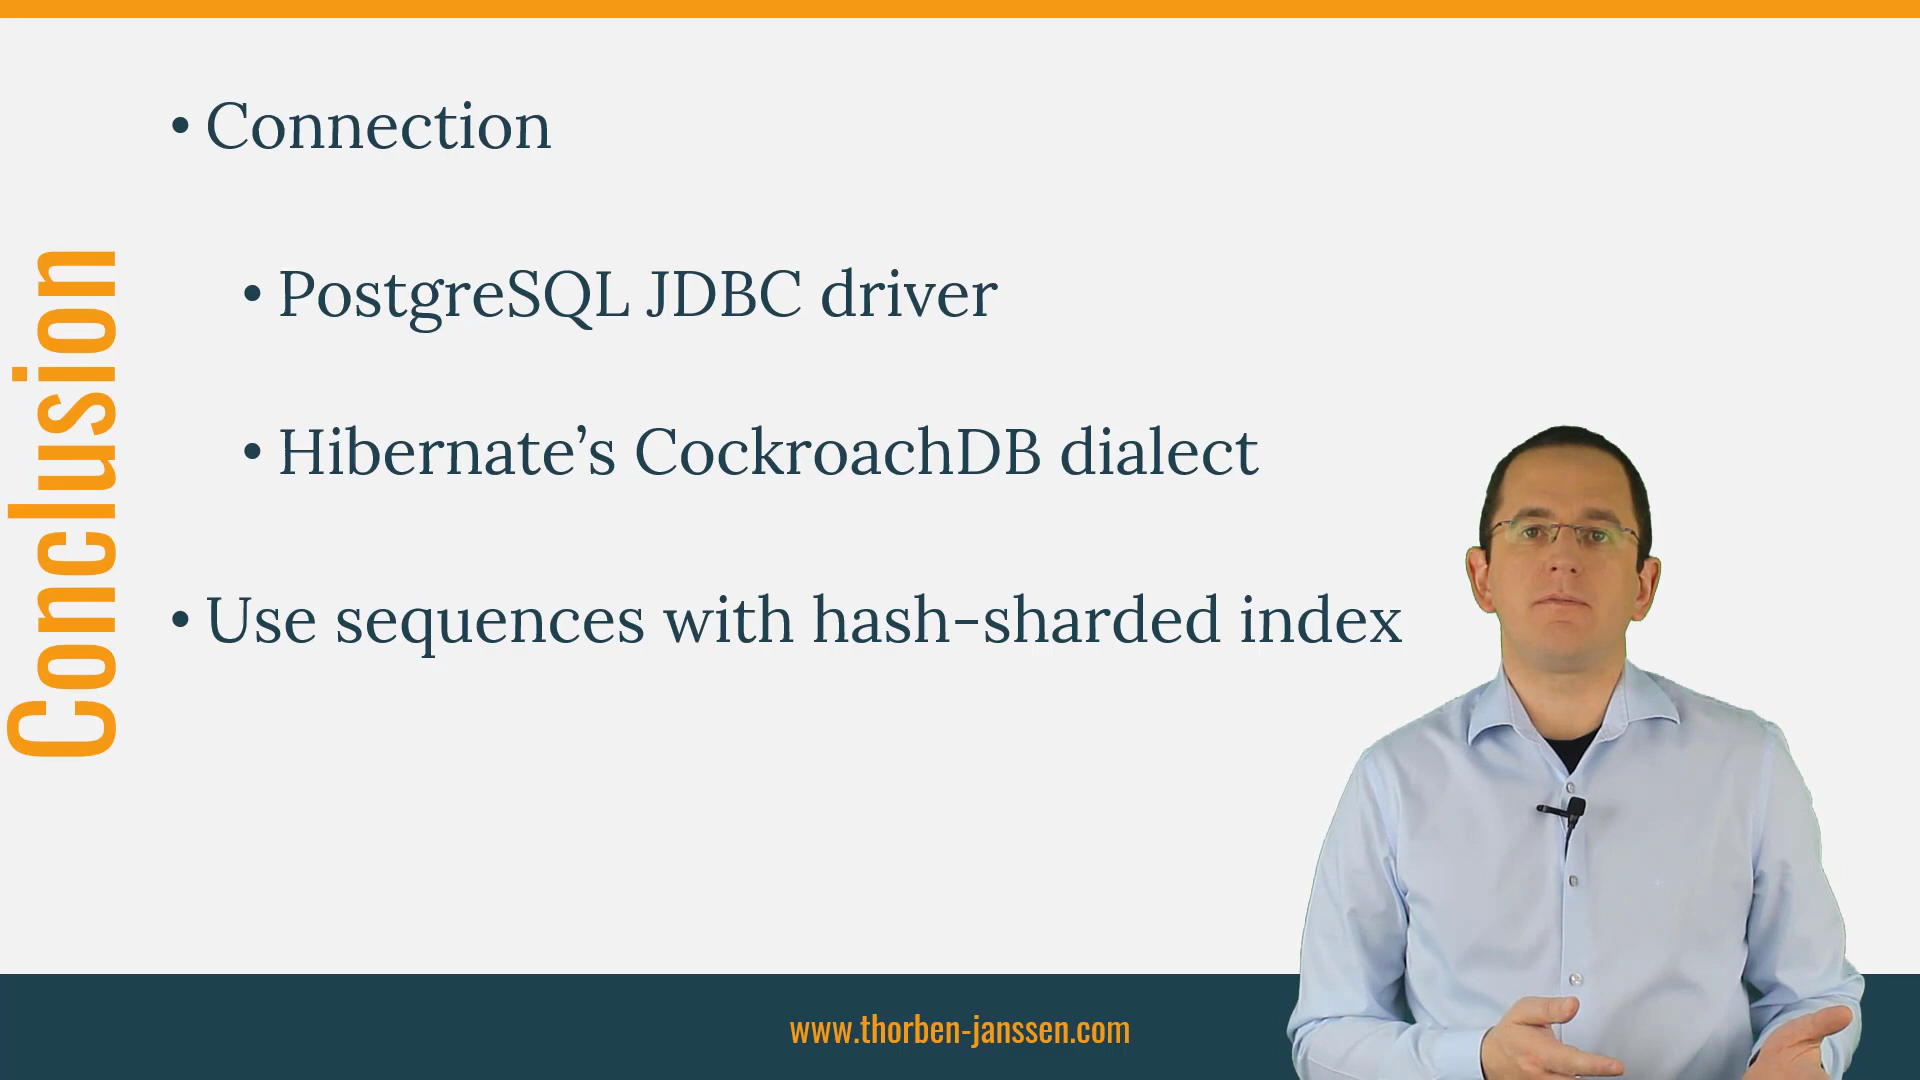 Conclusion
• Connection
• PostgreSQL JDBC driver
• Hibernate’s CockroachDB dialect
• Use sequences with hash-sharded index
www.thorben-janssen.com